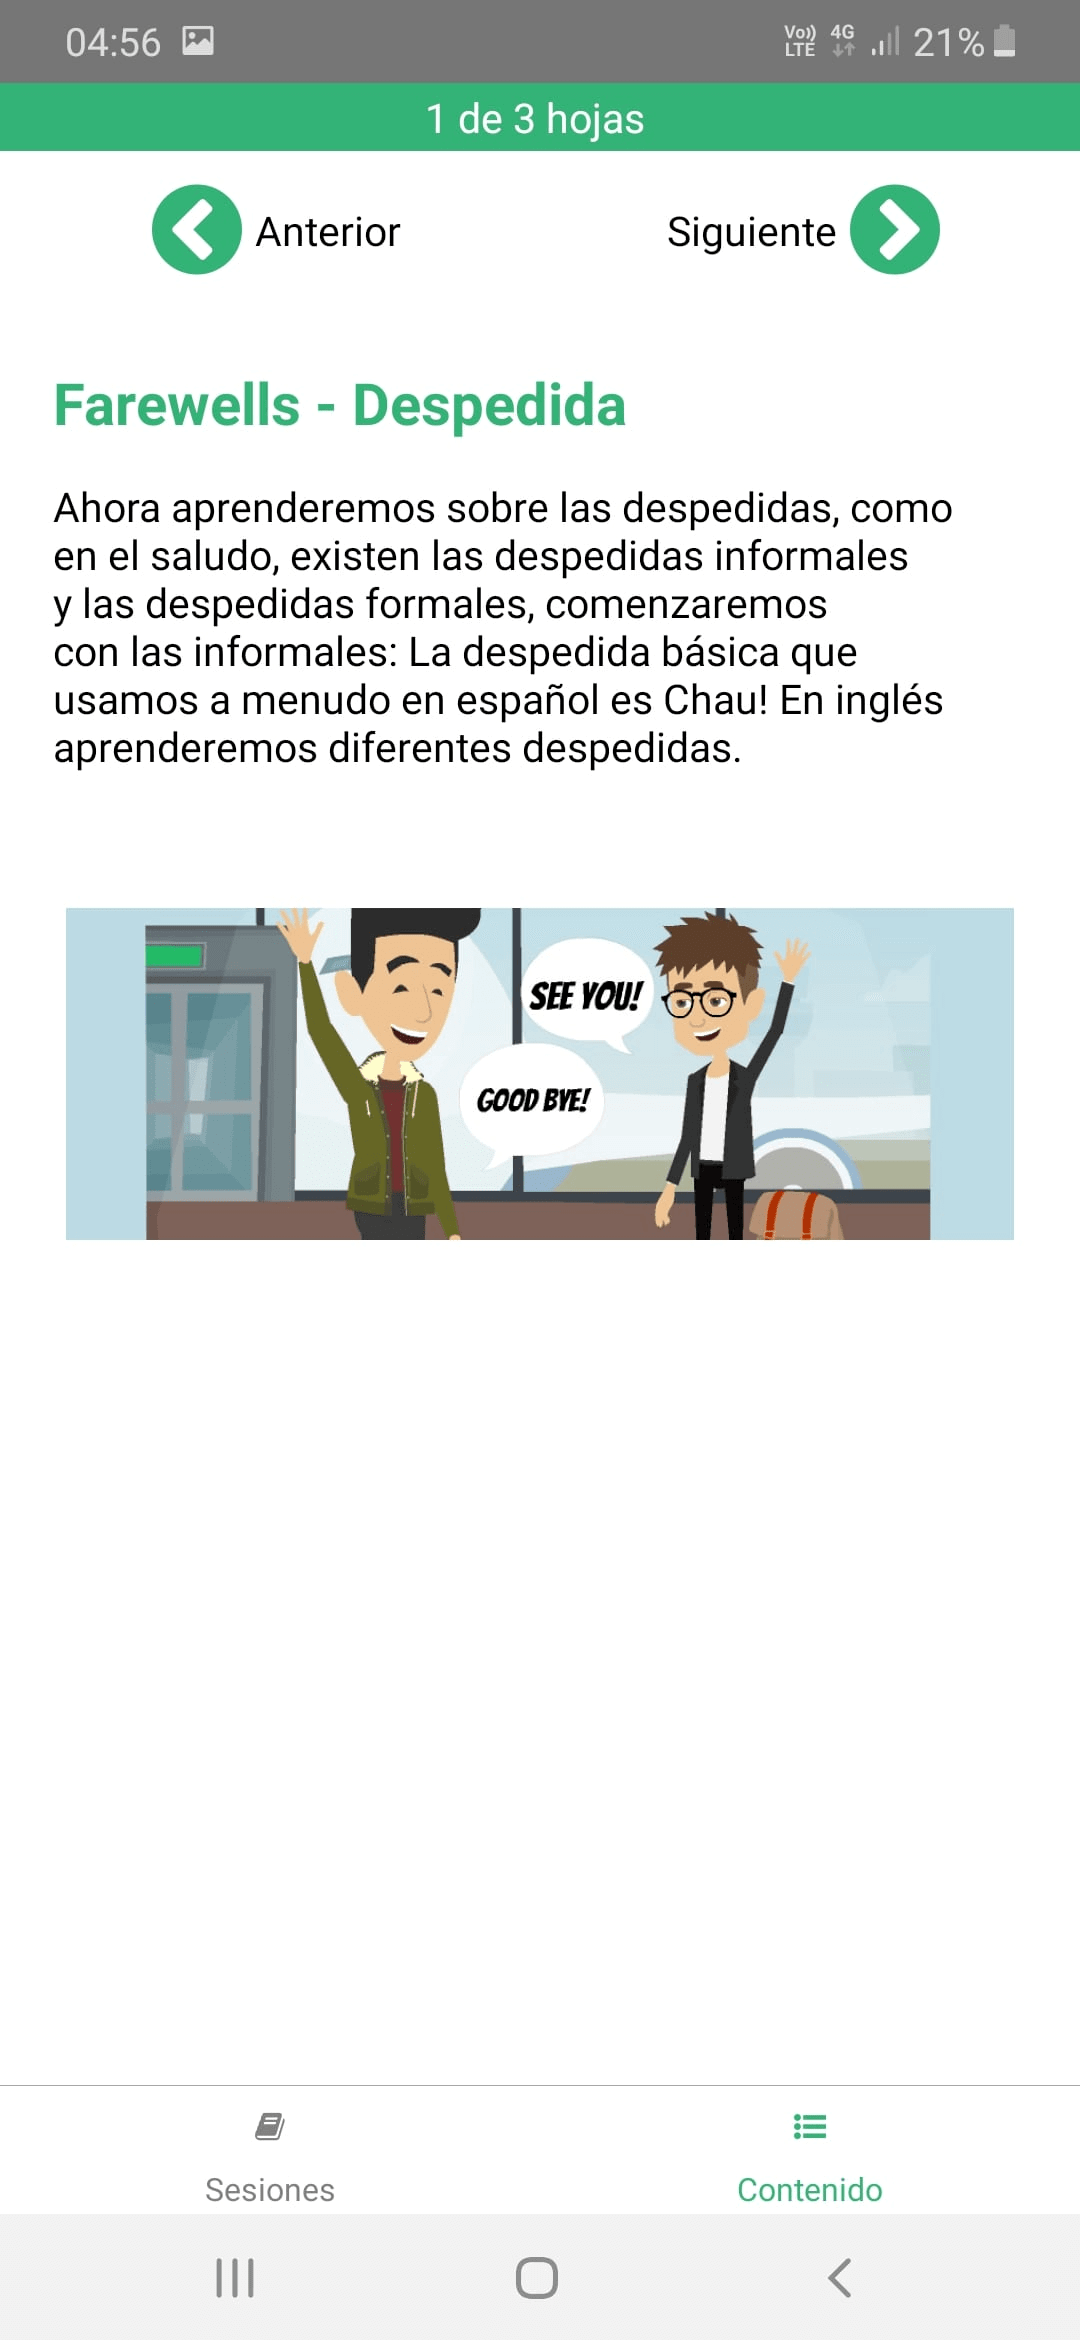 04:56
Vo)) LTE 4G 21%
1 de 3 hojas
Anterior
Siguiente
Farewells - Despedida
Ahora aprenderemos sobre las despedidas, como
en el saludo, existen las despedidas informales
y las despedidas formales, comenzaremos
con las informales: La despedida básica que
usamos a menudo en español es Chau! En inglés
aprenderemos diferentes despedidas.
SEE YOU!
GOOD BYE!
Sesiones
Contenido